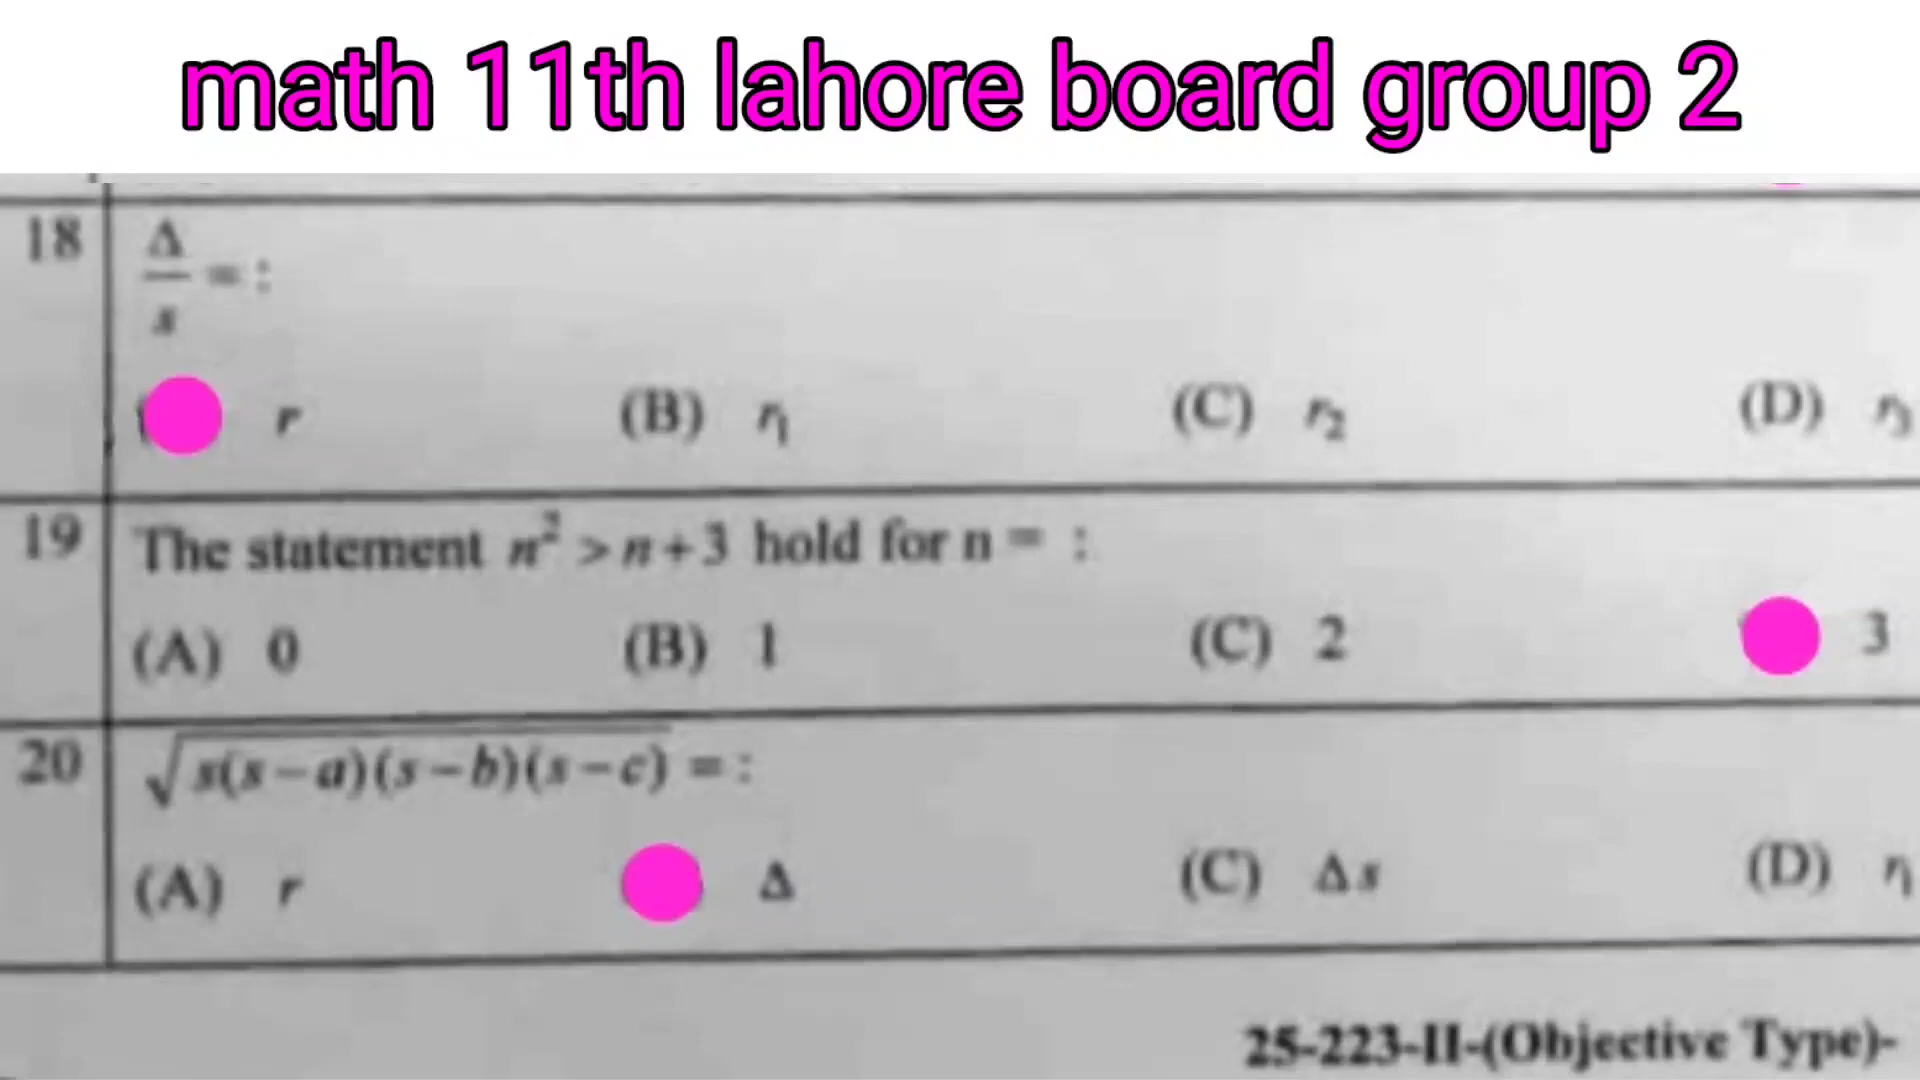 math 11th lahore board group 2
18 Δ/s = :
r (B) r₁ (C) r₂ (D) r₃
19 The statement n² > n+3 hold for n = :
(A) 0 (B) 1 (C) 2 3
20 √s(s-a)(s-b)(s-c) = :
(A) r Δ (C) Δs (D) r₁
25-223-II-(Objective Type)-